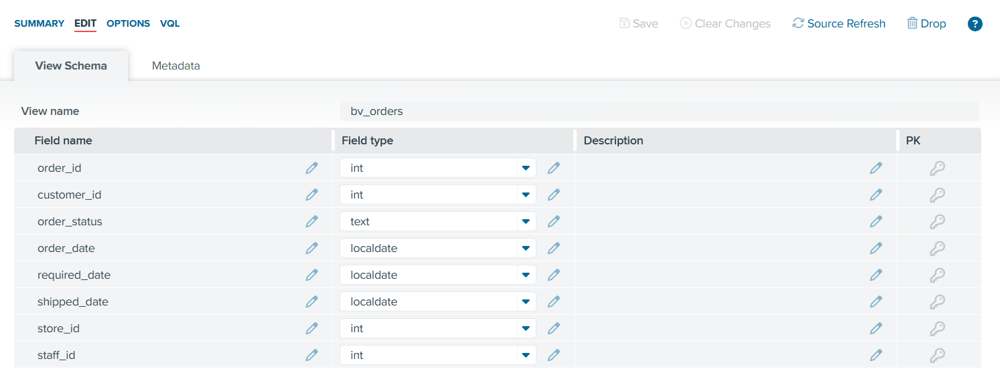 SUMMARY EDIT OPTIONS VQL Save Clear Changes Source Refresh Drop ?
View Schema Metadata
View name bv_orders
Field name Field type Description PK
order_id int
customer_id int
order_status text
order_date localdate
required_date localdate
shipped_date localdate
store_id int
staff_id int